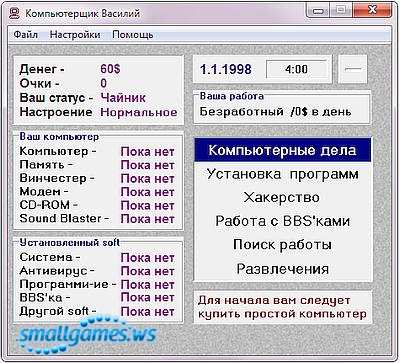 Компьютерщик Василий
Файл Настройки Помощь
Денег - 60$
Очки - 0
Ваш статус - Чайник
Настроение Нормальное
1.1.1998 4:00
Ваша работа
Безработный /0$ в день
Ваш компьютер
Компьютер - Пока нет
Память - Пока нет
Винчестер - Пока нет
Модем - Пока нет
CD-ROM - Пока нет
Sound Blaster - Пока нет
Установленный soft
Система - Пока нет
Антивирус - Пока нет
Программи-ие - Пока нет
BBS'ка - Пока нет
Другой soft - Пока нет
Компьютерные дела
Установка программ
Хакерство
Работа с BBS'ками
Поиск работы
Развлечения
Для начала вам следует
купить простой компьютер
smallgames.ws